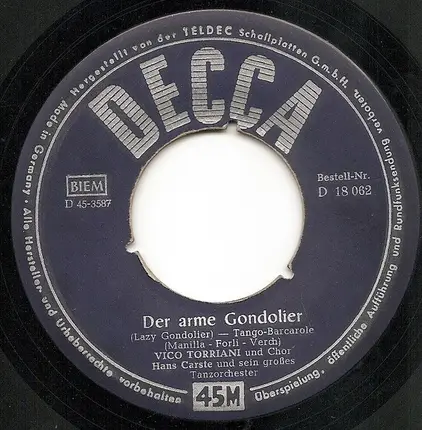 Made in Germany. Hergestellt von der TELDEC Schallplatten G.m.b.H.
DECCA
BIEM
D 45-3587
Bestell-Nr.
D 18 062
Der arme Gondolier
(Lazy Gondolier) — Tango-Barcarole
(Manilla - Forli - Verch)
VICO TORRIANI und Chor
Hans Carste und sein großes
Tanzorchester
45M
Alle Hersteller- und Urheberrechte vorbehalten
Überspielung, öffentliche Aufführung und Rundfunksendung verboten.